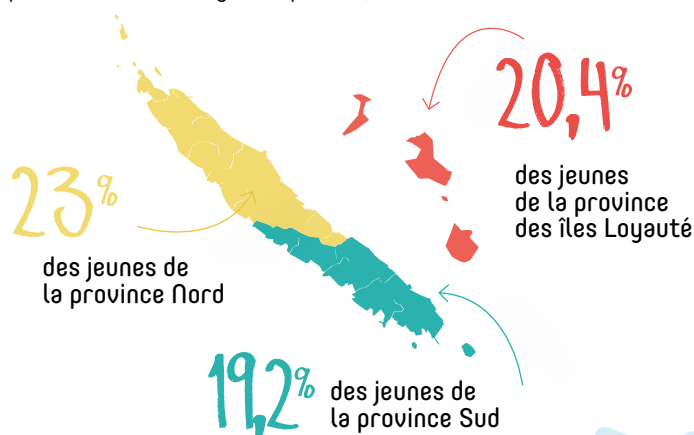 20,4%
des jeunes
de la province
des îles Loyauté
23%
des jeunes de
la province Nord
19,2%
des jeunes de
la province Sud